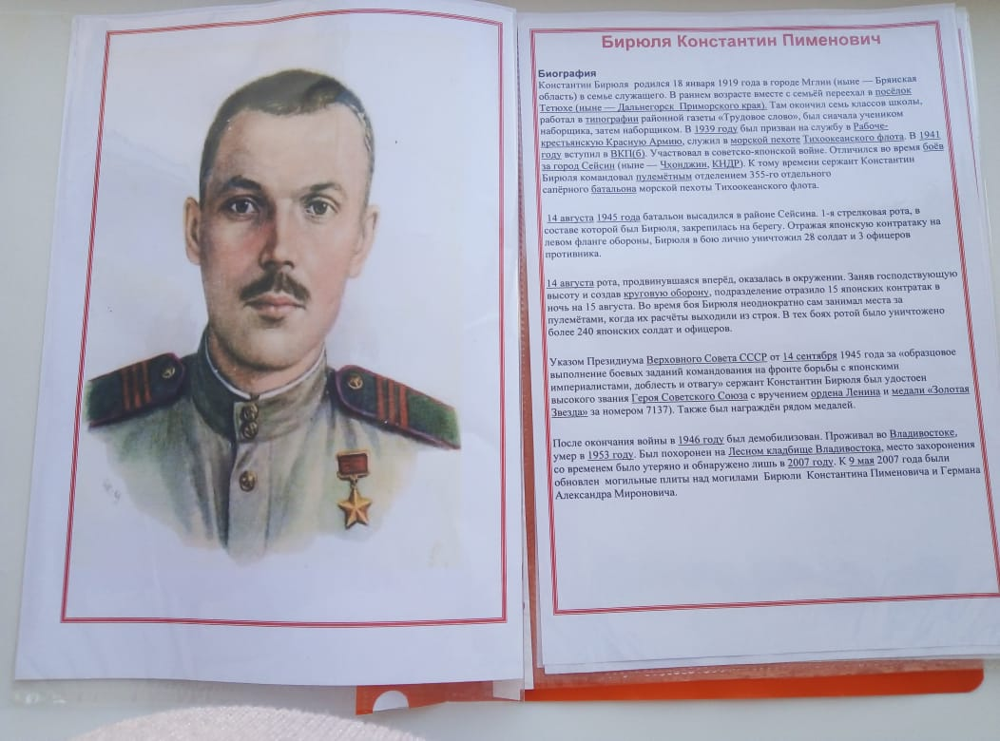 Бирюля Константин Пименович
Биография
Константин Бирюля родился 18 января 1919 года в городе Мглин (ныне — Брянская
область) в семье служащего. В раннем возрасте вместе с семьёй переехал в посёлок
Тетюхе (ныне — Дальнегорск Приморского края). Там окончил семь классов школы,
работал в типографии районной газеты «Трудовое слово», был сначала учеником
наборщика, затем наборщиком. В 1939 году был призван на службу в Рабоче-
крестьянскую Красную Армию, служил в морской пехоте Тихоокеанского флота. В 1941
году вступил в ВКП(б). Участвовал в советско-японской войне. Отличился во время боёв
за город Сейсин (ныне — Чхонджин, КНДР). К тому времени сержант Константин
Бирюля командовал пулемётным отделением 355-го отдельного
сапёрного батальона морской пехоты Тихоокеанского флота.
14 августа 1945 года батальон высадился в районе Сейсина. 1-я стрелковая рота, в
составе которой был Бирюля, закрепилась на берегу. Отражая японскую контратаку на
левом фланге обороны, Бирюля в бою лично уничтожил 28 солдат и 3 офицеров
противника.
14 августа рота, продвинувшаяся вперёд, оказалась в окружении. Заняв господствующую
высоту и создав круговую оборону, подразделение отразило 15 японских контратак в
ночь на 15 августа. Во время боя Бирюля неоднократно сам занимал места за
пулемётами, когда их расчёты выходили из строя. В тех боях ротой было уничтожено
более 240 японских солдат и офицеров.
Указом Президиума Верховного Совета СССР от 14 сентября 1945 года за «образцовое
выполнение боевых заданий командования на фронте борьбы с японскими
империалистами, доблесть и отвагу» сержант Константин Бирюля был удостоен
высокого звания Героя Советского Союза с вручением ордена Ленина и медали «Золотая
Звезда» за номером 7137). Также был награждён рядом медалей.
После окончания войны в 1946 году был демобилизован. Проживал во Владивостоке,
умер в 1953 году. Был похоронен на Лесном кладбище Владивостока, место захоронения
со временем было утеряно и обнаружено лишь в 2007 году. К 9 мая 2007 года были
обновлен могильные плиты над могилами Бирюли Константина Пименовича и Германа
Александра Мироновича.